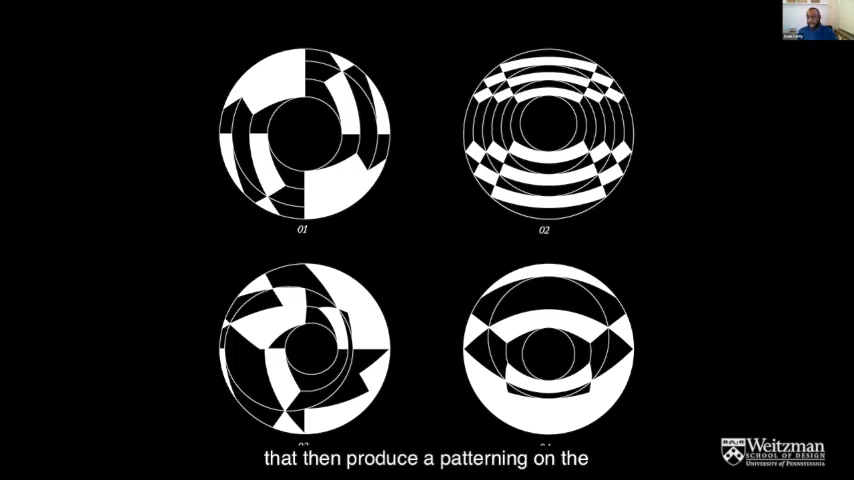 01
02
that then produce a patterning on the
Weitzman
SCHOOL OF DESIGN
UNIVERSITY OF PENNSYLVANIA